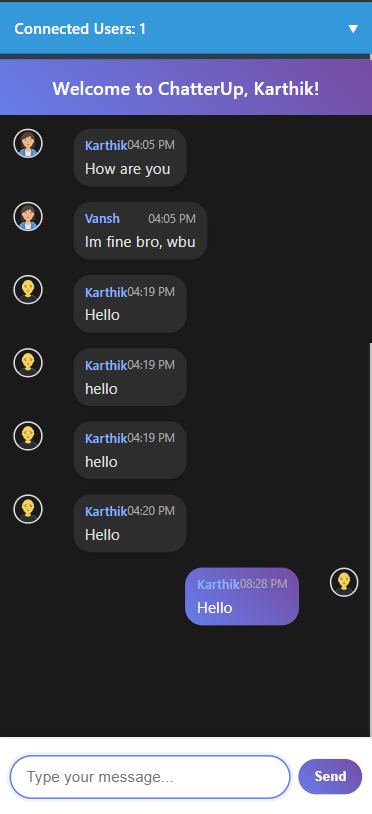 Connected Users: 1 ▼
Welcome to ChatterUp, Karthik!
Karthik04:05 PM
How are you
Vansh 04:05 PM
Im fine bro, wbu
Karthik04:19 PM
Hello
Karthik04:19 PM
hello
Karthik04:19 PM
hello
Karthik04:20 PM
Hello
Karthik08:28 PM
Hello
Type your message... Send